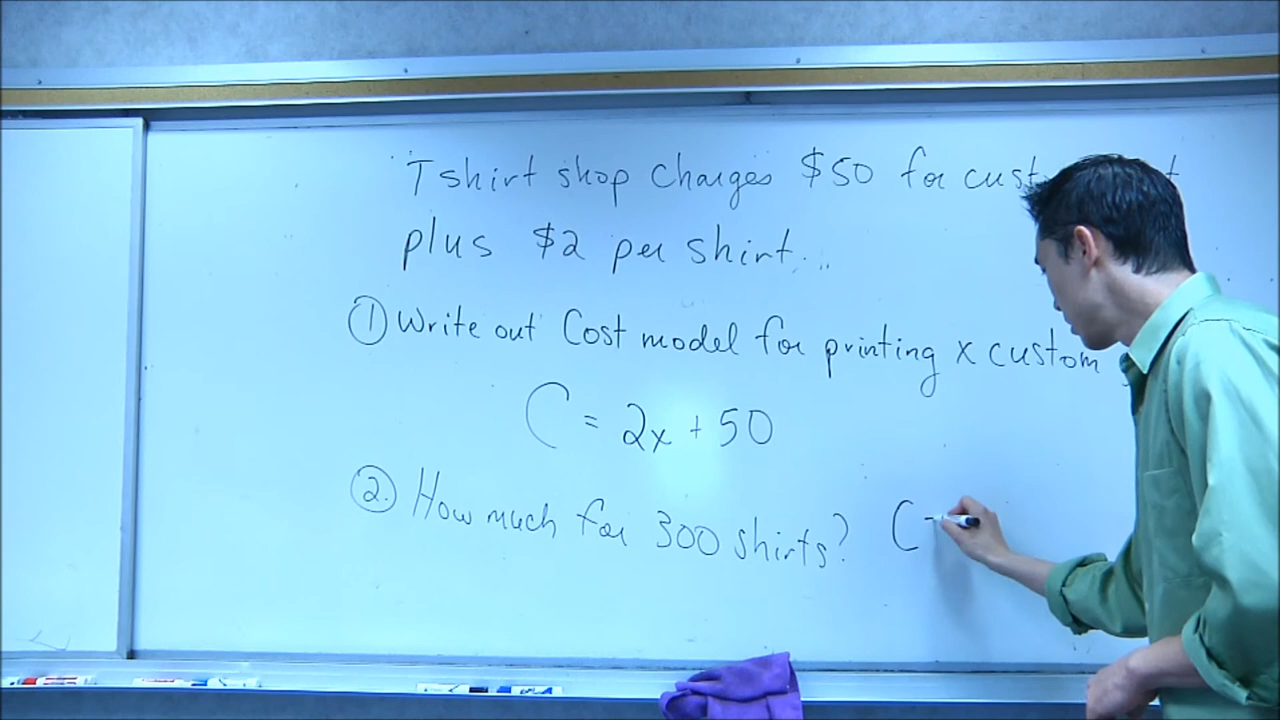 Tshirt shop charges $50 for
plus $2 per shirt...
① Write out Cost model for printing x custom
C = 2x + 50
② How much for 300 shirts? C =